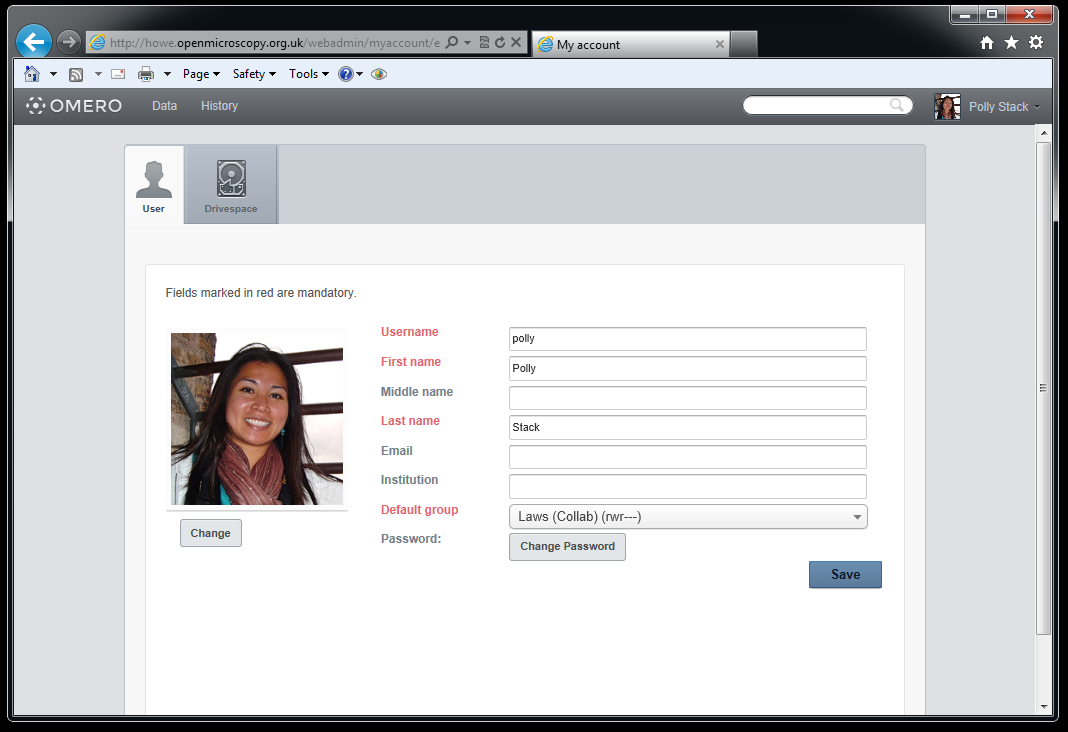 http://howe.openmicroscopy.org.uk/webadmin/myaccount/e
My account
Page
Safety
Tools
OMERO
Data
History
Polly Stack
User
Drivespace
Fields marked in red are mandatory.
Username
polly
First name
Polly
Middle name
Last name
Stack
Email
Institution
Default group
Laws (Collab) (rwr---)
Change
Password:
Change Password
Save